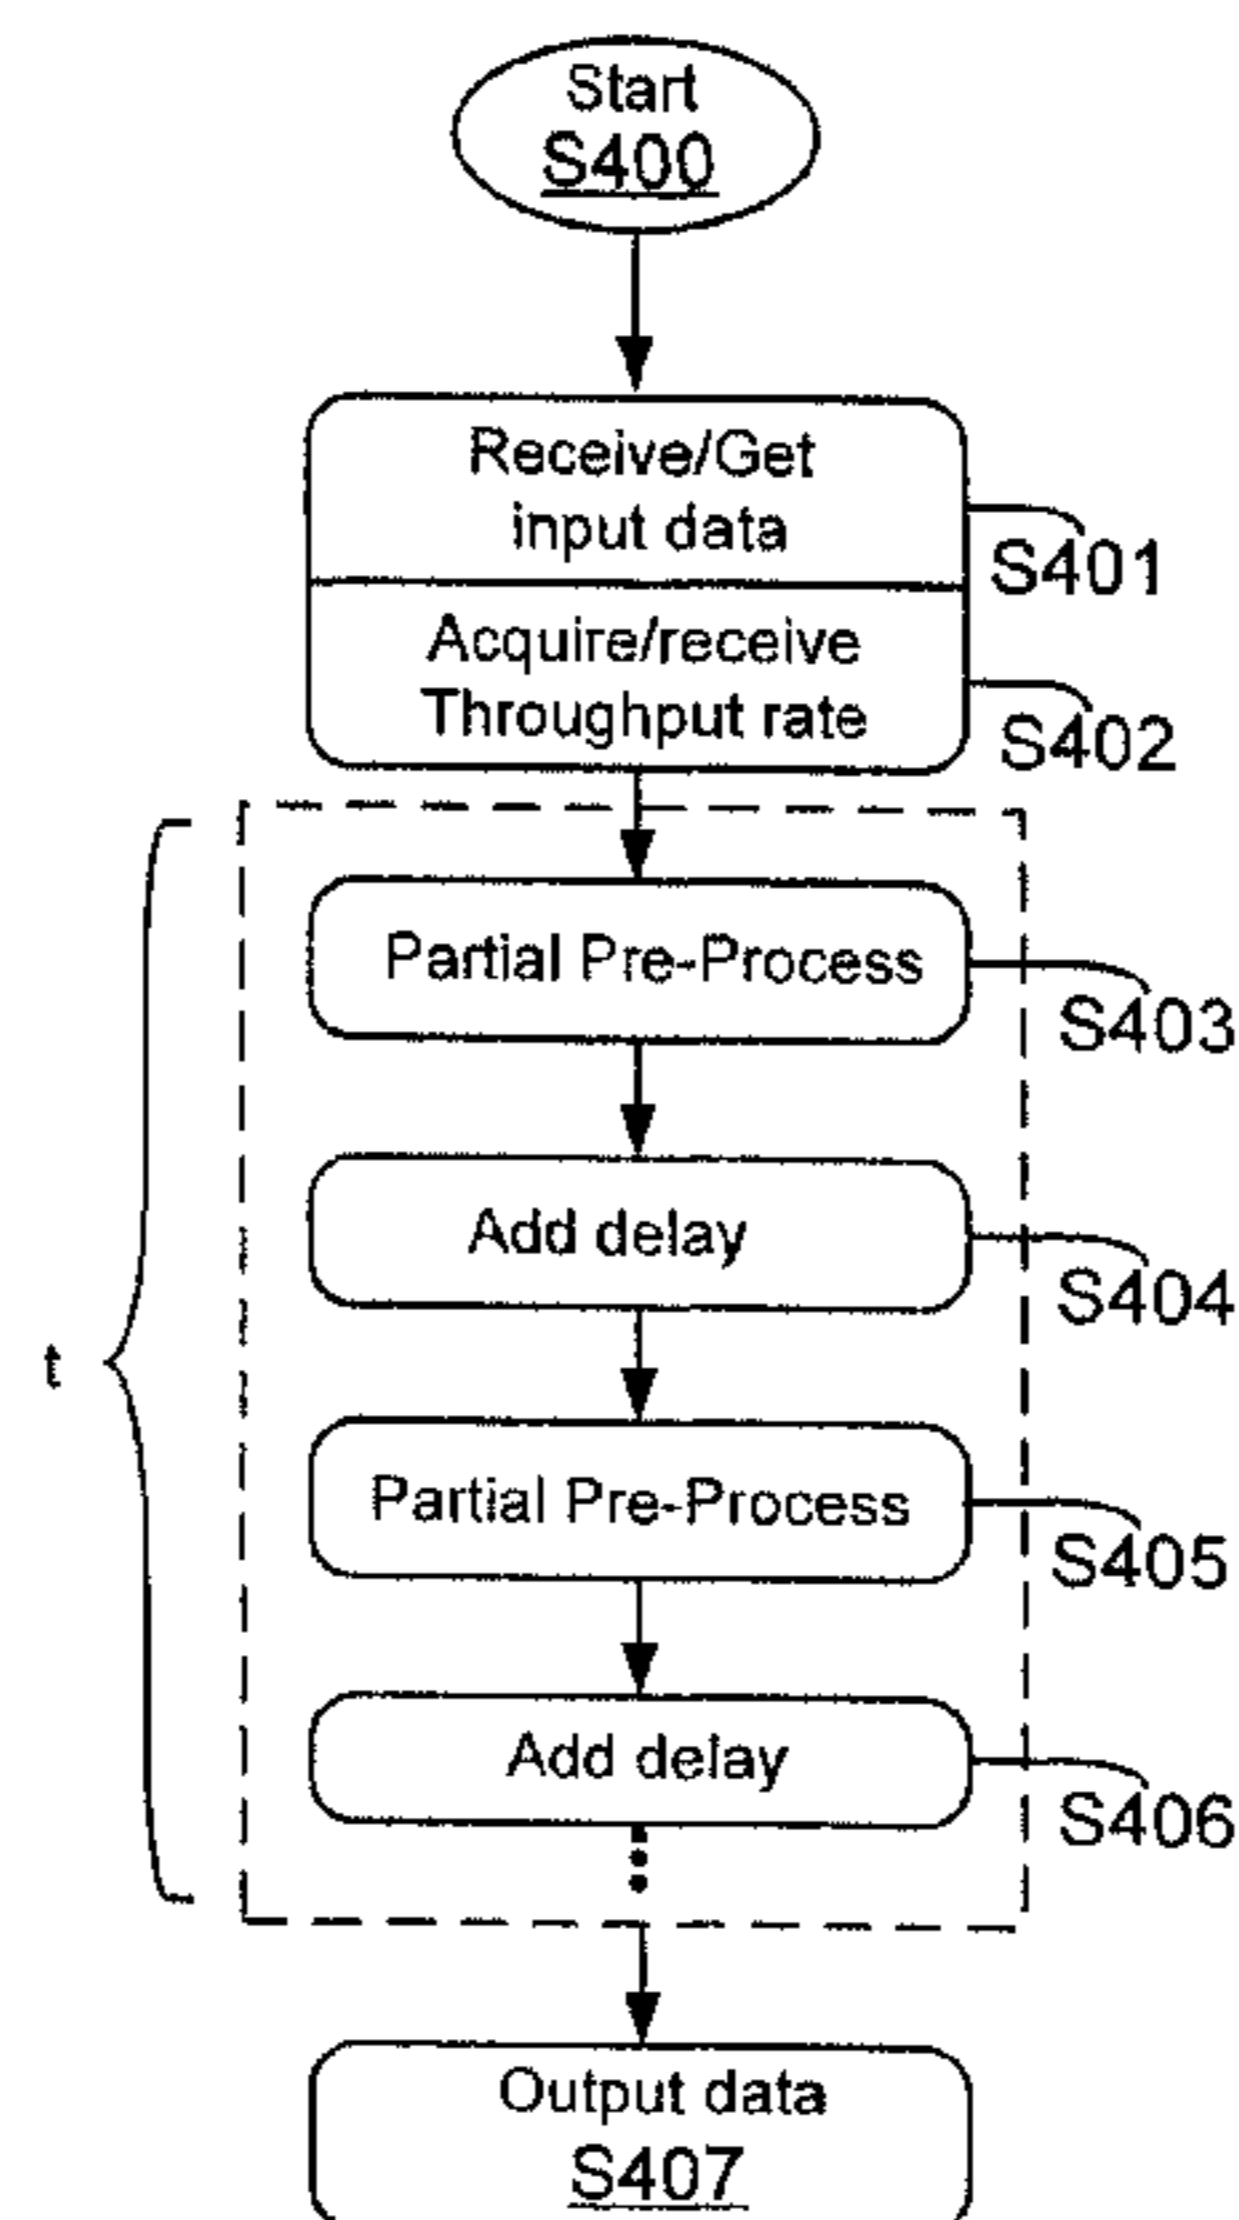 Start
S400
Receive/Get
input data
S401
Acquire/receive
Throughput rate
S402
Partial Pre-Process
S403
Add delay
S404
t
Partial Pre-Process
S405
Add delay
S406
Output data
S407